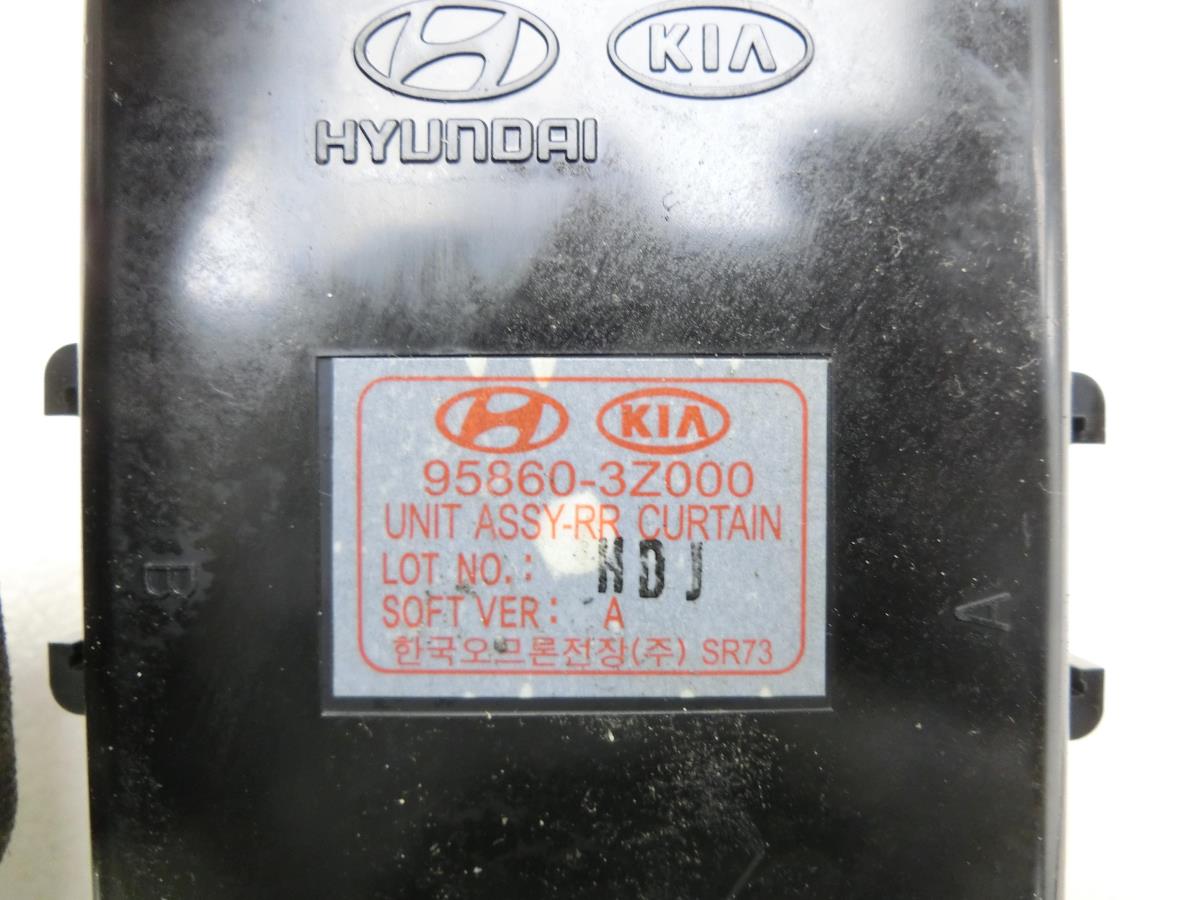 KIA
HYUNDAI
KIA
95860-3Z000
UNIT ASSY-RR CURTAIN
LOT NO.: HDJ
SOFT VER: A
한국오므론전장(주) SR73
B
A